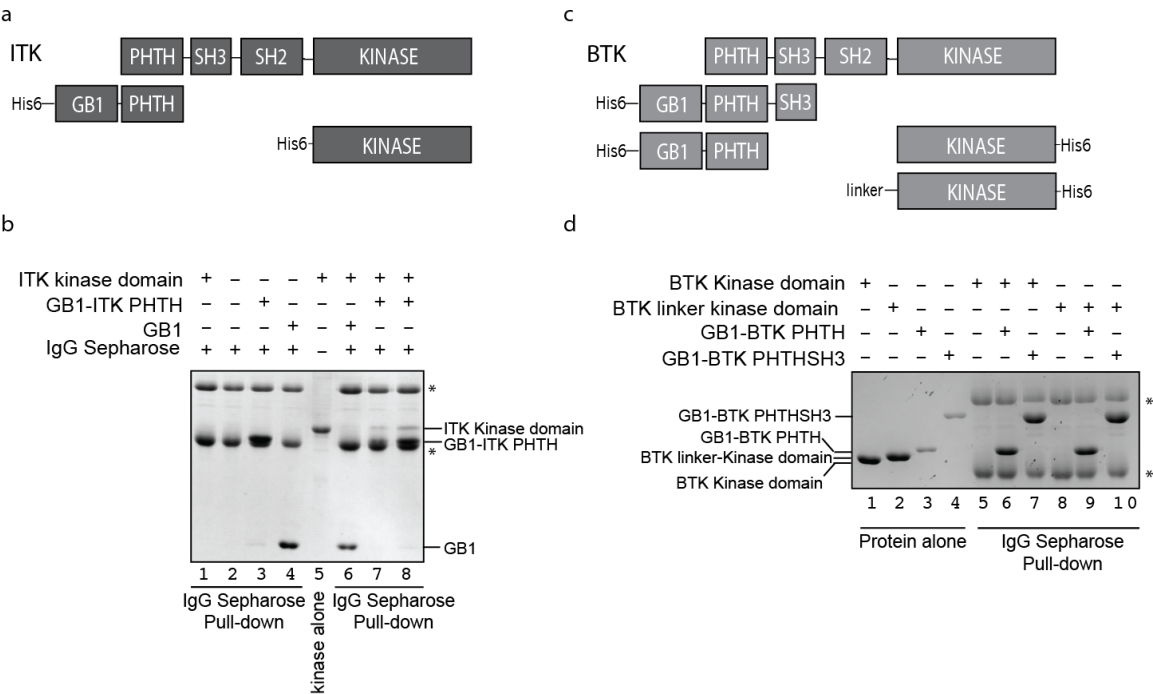 a
ITK
PHTH SH3 SH2 KINASE
His6 GB1 PHTH
His6 KINASE
b
ITK kinase domain + – – – + + + +
GB1-ITK PHTH – – + – – – + +
GB1 – – – + – + – –
IgG Sepharose + + + + – + + +
*
ITK Kinase domain
GB1-ITK PHTH
*
GB1
1 2 3 4 5 6 7 8
IgG Sepharose
Pull-down
kinase alone
IgG Sepharose
Pull-down
c
BTK
PHTH SH3 SH2 KINASE
His6 GB1 PHTH SH3
His6 GB1 PHTH
KINASE His6
linker KINASE His6
d
BTK Kinase domain + – – – + + + – – –
BTK linker kinase domain – + – – – – – + + +
GB1-BTK PHTH – – + – – + – – + –
GB1-BTK PHTHSH3 – – – + – – + – – +
GB1-BTK PHTHSH3
GB1-BTK PHTH
BTK linker-Kinase domain
BTK Kinase domain
*
*
1 2 3 4 5 6 7 8 9 10
Protein alone
IgG Sepharose
Pull-down